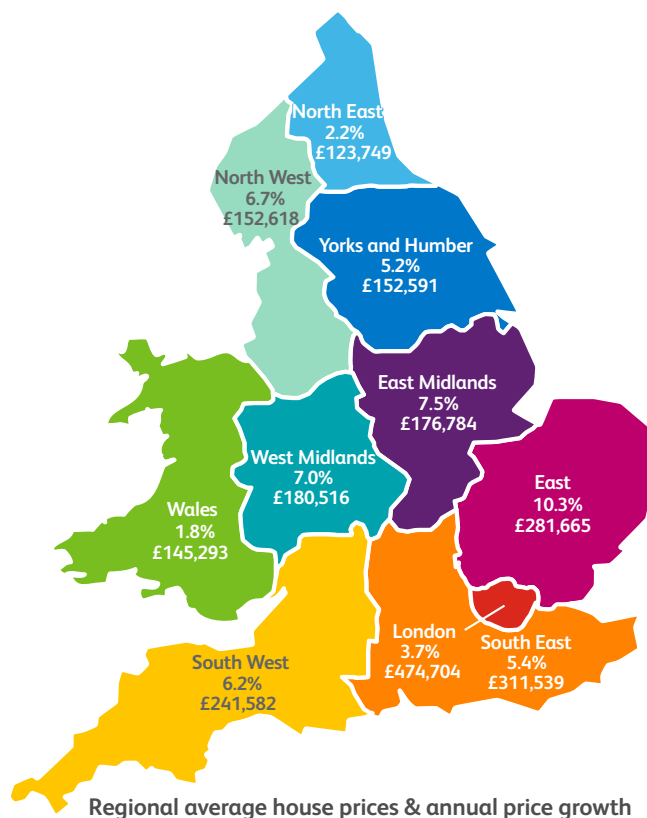 North East
2.2%
£123,749
North West
6.7%
£152,618
Yorks and Humber
5.2%
£152,591
East Midlands
7.5%
£176,784
West Midlands
7.0%
£180,516
East
10.3%
£281,665
Wales
1.8%
£145,293
London
3.7%
£474,704
South East
5.4%
£311,539
South West
6.2%
£241,582
Regional average house prices & annual price growth